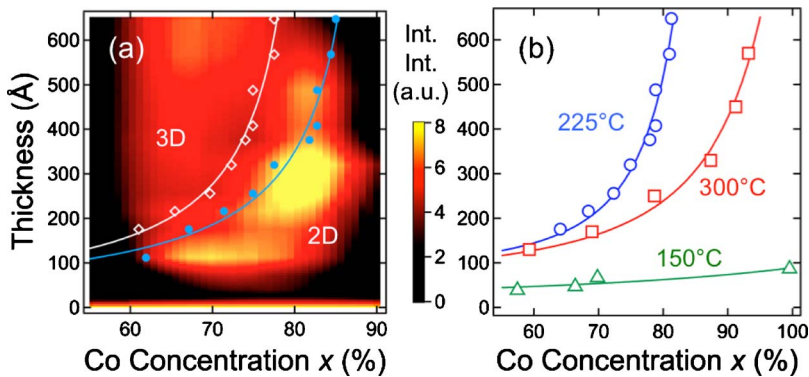 (a)
3D
2D
Thickness (Å)
600
500
400
300
200
100
0
60
70
80
90
Co Concentration x (%)
Int.
Int.
(a.u.)
8
6
4
2
0
(b)
225°C
300°C
150°C
600
500
400
300
200
100
0
60
70
80
90
100
Co Concentration x (%)